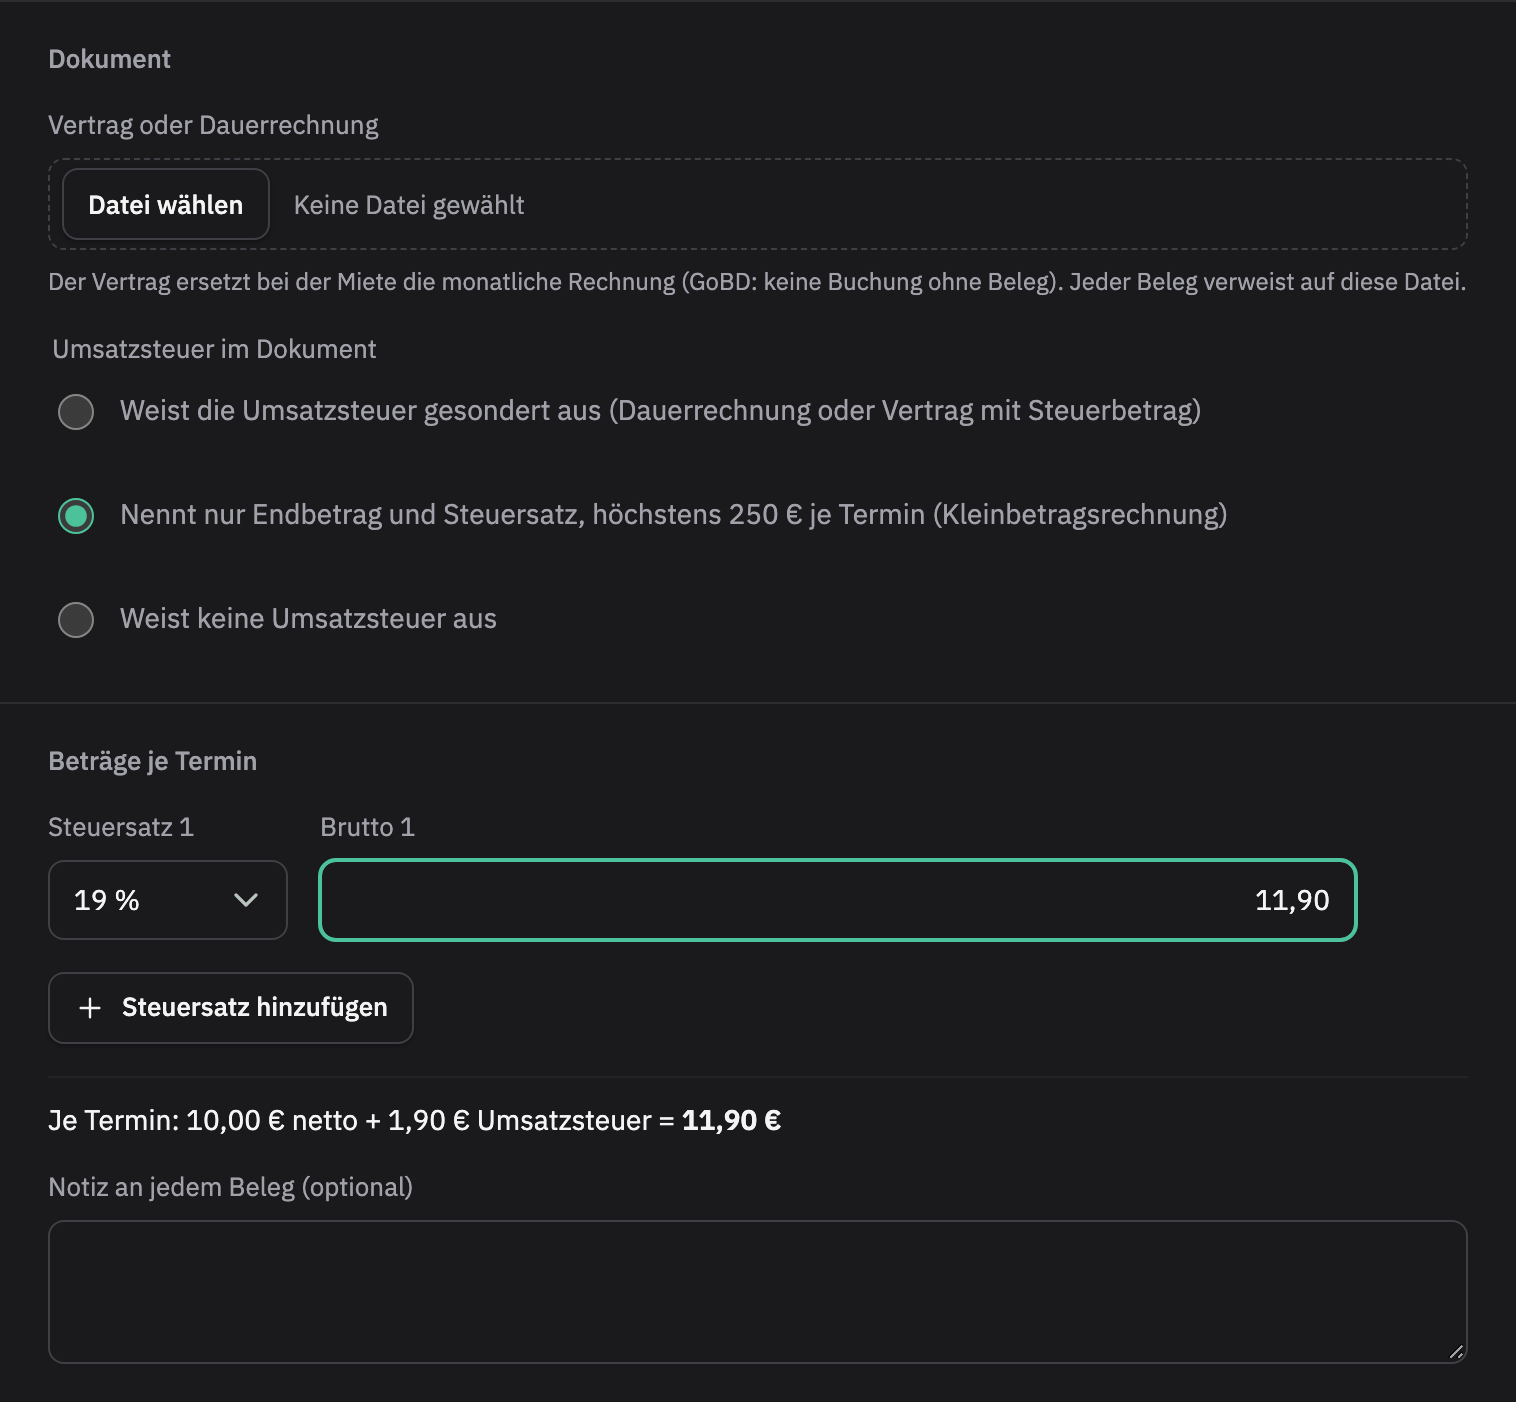 Dokument
Vertrag oder Dauerrechnung
Datei wählen Keine Datei gewählt
Der Vertrag ersetzt bei der Miete die monatliche Rechnung (GoBD: keine Buchung ohne Beleg). Jeder Beleg verweist auf diese Datei.
Umsatzsteuer im Dokument
Weist die Umsatzsteuer gesondert aus (Dauerrechnung oder Vertrag mit Steuerbetrag)
Nennt nur Endbetrag und Steuersatz, höchstens 250 € je Termin (Kleinbetragsrechnung)
Weist keine Umsatzsteuer aus
Beträge je Termin
Steuersatz 1 Brutto 1
19 % 11,90
+ Steuersatz hinzufügen
Je Termin: 10,00 € netto + 1,90 € Umsatzsteuer = 11,90 €
Notiz an jedem Beleg (optional)